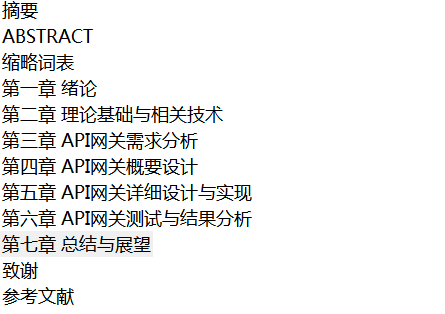 摘要
ABSTRACT
缩略词表
第一章 绪论
第二章 理论基础与相关技术
第三章 API网关需求分析
第四章 API网关概要设计
第五章 API网关详细设计与实现
第六章 API网关测试与结果分析
第七章 总结与展望
致谢
参考文献